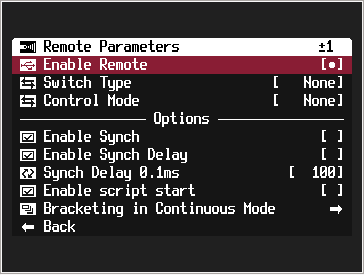 Remote Parameters ±1
Enable Remote [●]
Switch Type [ None]
Control Mode [ None]
Options
Enable Synch [ ]
Enable Synch Delay [ ]
Synch Delay 0.1ms [ 100]
Enable script start [ ]
Bracketing in Continuous Mode →
← Back